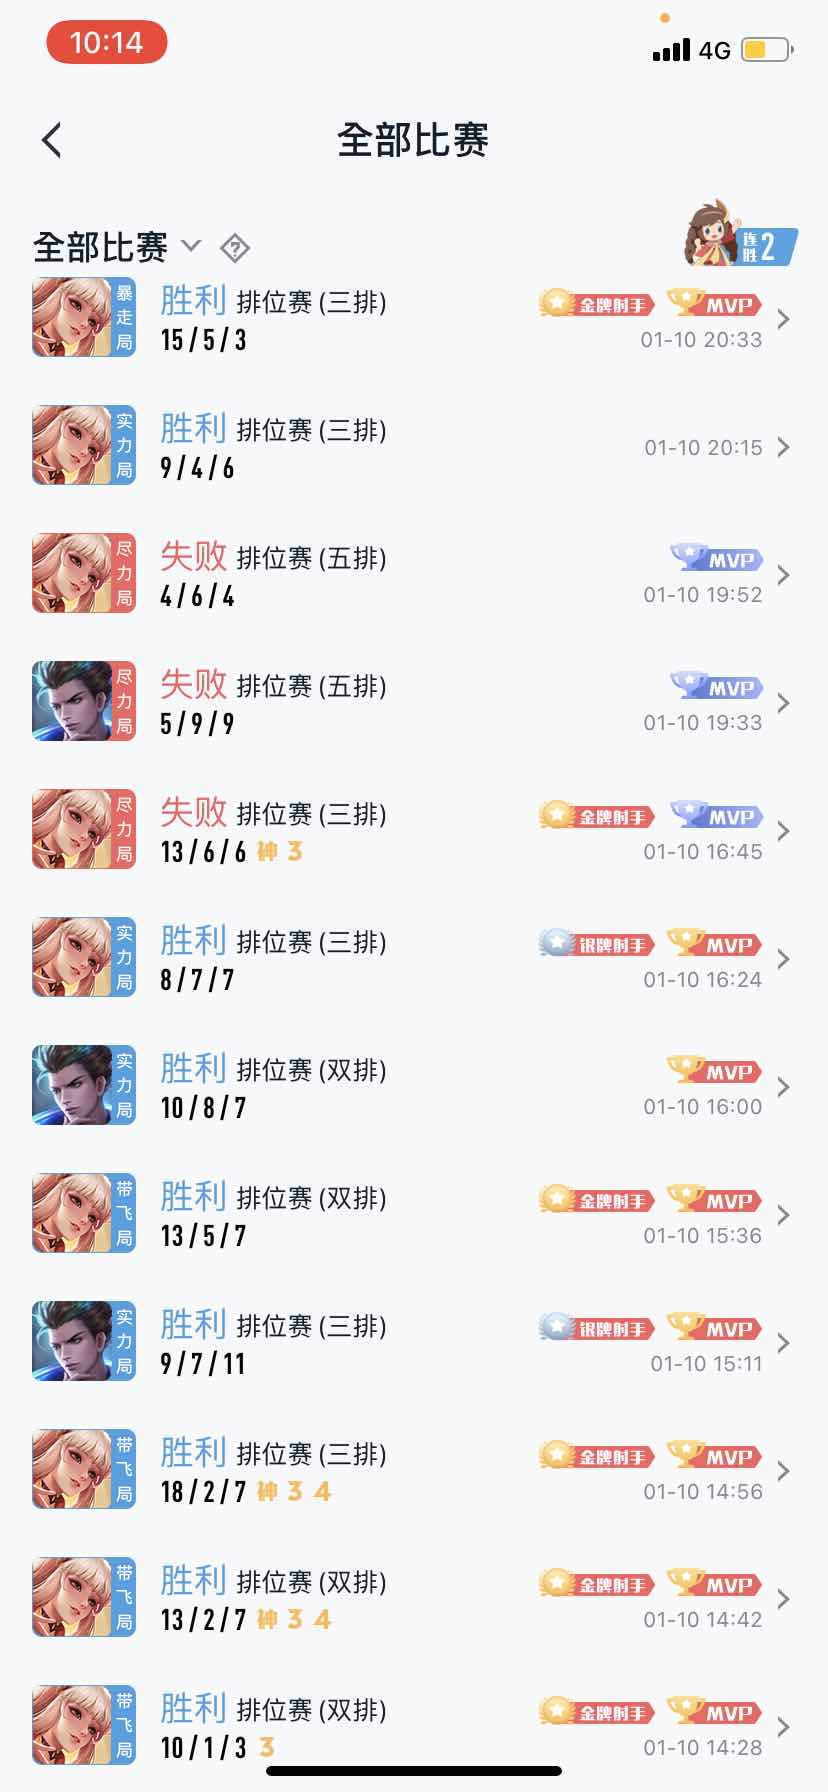 10:14
4G
全部比赛
全部比赛
连胜2
暴走局
胜利 排位赛 (三排)
金牌射手 MVP
15 / 5 / 3
01-10 20:33
实力局
胜利 排位赛 (三排)
9 / 4 / 6
01-10 20:15
尽力局
失败 排位赛 (五排)
MVP
4 / 6 / 4
01-10 19:52
尽力局
失败 排位赛 (五排)
MVP
5 / 9 / 9
01-10 19:33
尽力局
失败 排位赛 (三排)
金牌射手 MVP
13 / 6 / 6 神 3
01-10 16:45
实力局
胜利 排位赛 (三排)
银牌射手 MVP
8 / 7 / 7
01-10 16:24
实力局
胜利 排位赛 (双排)
MVP
10 / 8 / 7
01-10 16:00
带飞局
胜利 排位赛 (双排)
金牌射手 MVP
13 / 5 / 7
01-10 15:36
实力局
胜利 排位赛 (三排)
银牌射手 MVP
9 / 7 / 11
01-10 15:11
带飞局
胜利 排位赛 (三排)
金牌射手 MVP
18 / 2 / 7 神 3 4
01-10 14:56
带飞局
胜利 排位赛 (双排)
金牌射手 MVP
13 / 2 / 7 神 3 4
01-10 14:42
带飞局
胜利 排位赛 (双排)
金牌射手 MVP
10 / 1 / 3 3
01-10 14:28